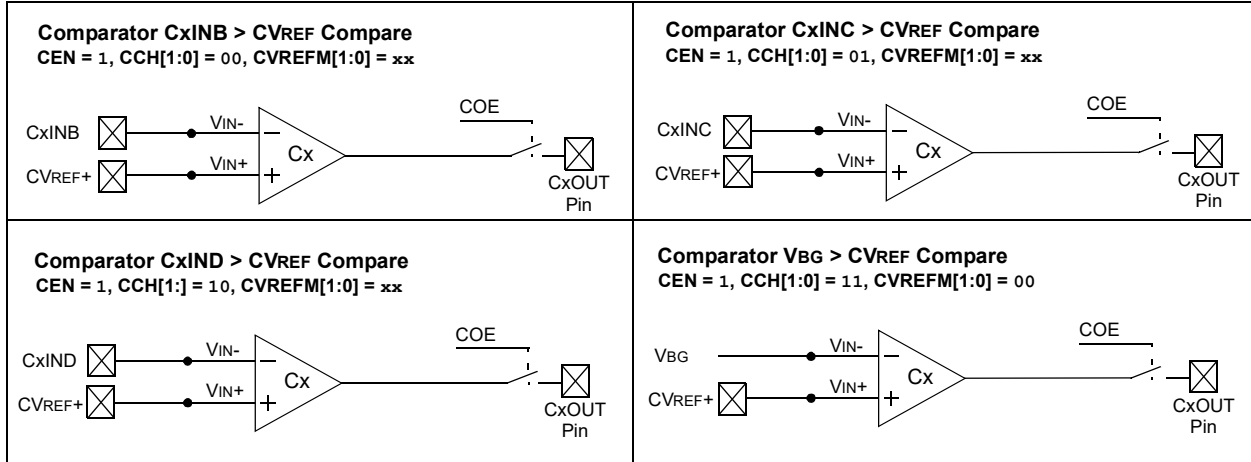 Comparator CxINB > CVREF Compare
CEN = 1, CCH[1:0] = 00, CVREFM[1:0] = xx
COE
CxINB
VIN-
-
Cx
CVREF+
VIN+
+
CxOUT
Pin
Comparator CxINC > CVREF Compare
CEN = 1, CCH[1:0] = 01, CVREFM[1:0] = xx
COE
CxINC
VIN-
-
Cx
CVREF+
VIN+
+
CxOUT
Pin
Comparator CxIND > CVREF Compare
CEN = 1, CCH[1:] = 10, CVREFM[1:0] = xx
COE
CxIND
VIN-
-
Cx
CVREF+
VIN+
+
CxOUT
Pin
Comparator VBG > CVREF Compare
CEN = 1, CCH[1:0] = 11, CVREFM[1:0] = 00
COE
VBG
VIN-
-
Cx
CVREF+
VIN+
+
CxOUT
Pin